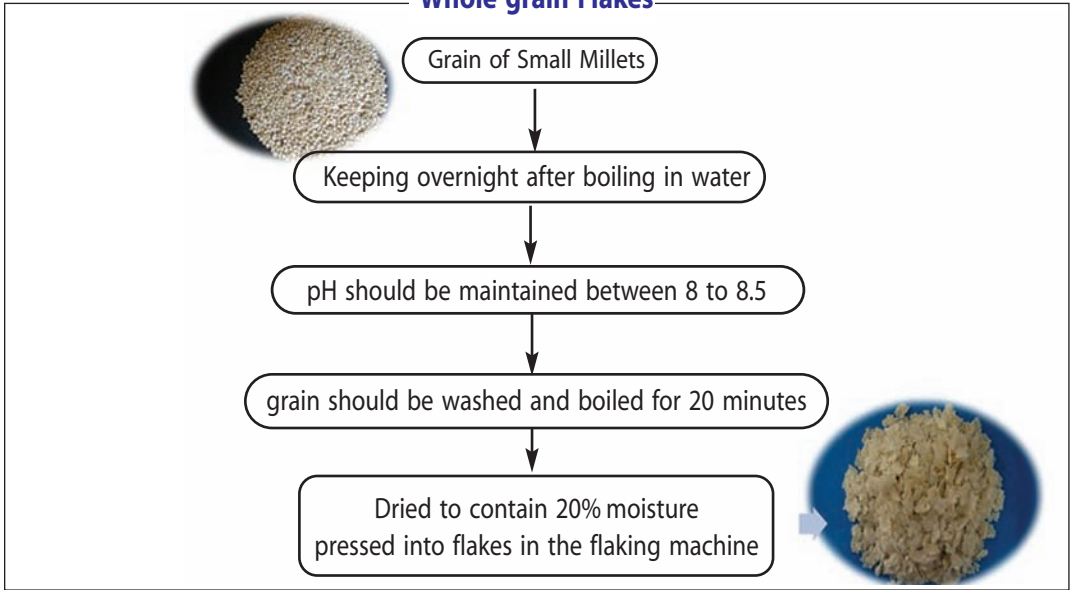 Whole grain Flakes
Grain of Small Millets
Keeping overnight after boiling in water
pH should be maintained between 8 to 8.5
grain should be washed and boiled for 20 minutes
Dried to contain 20% moisture
pressed into flakes in the flaking machine